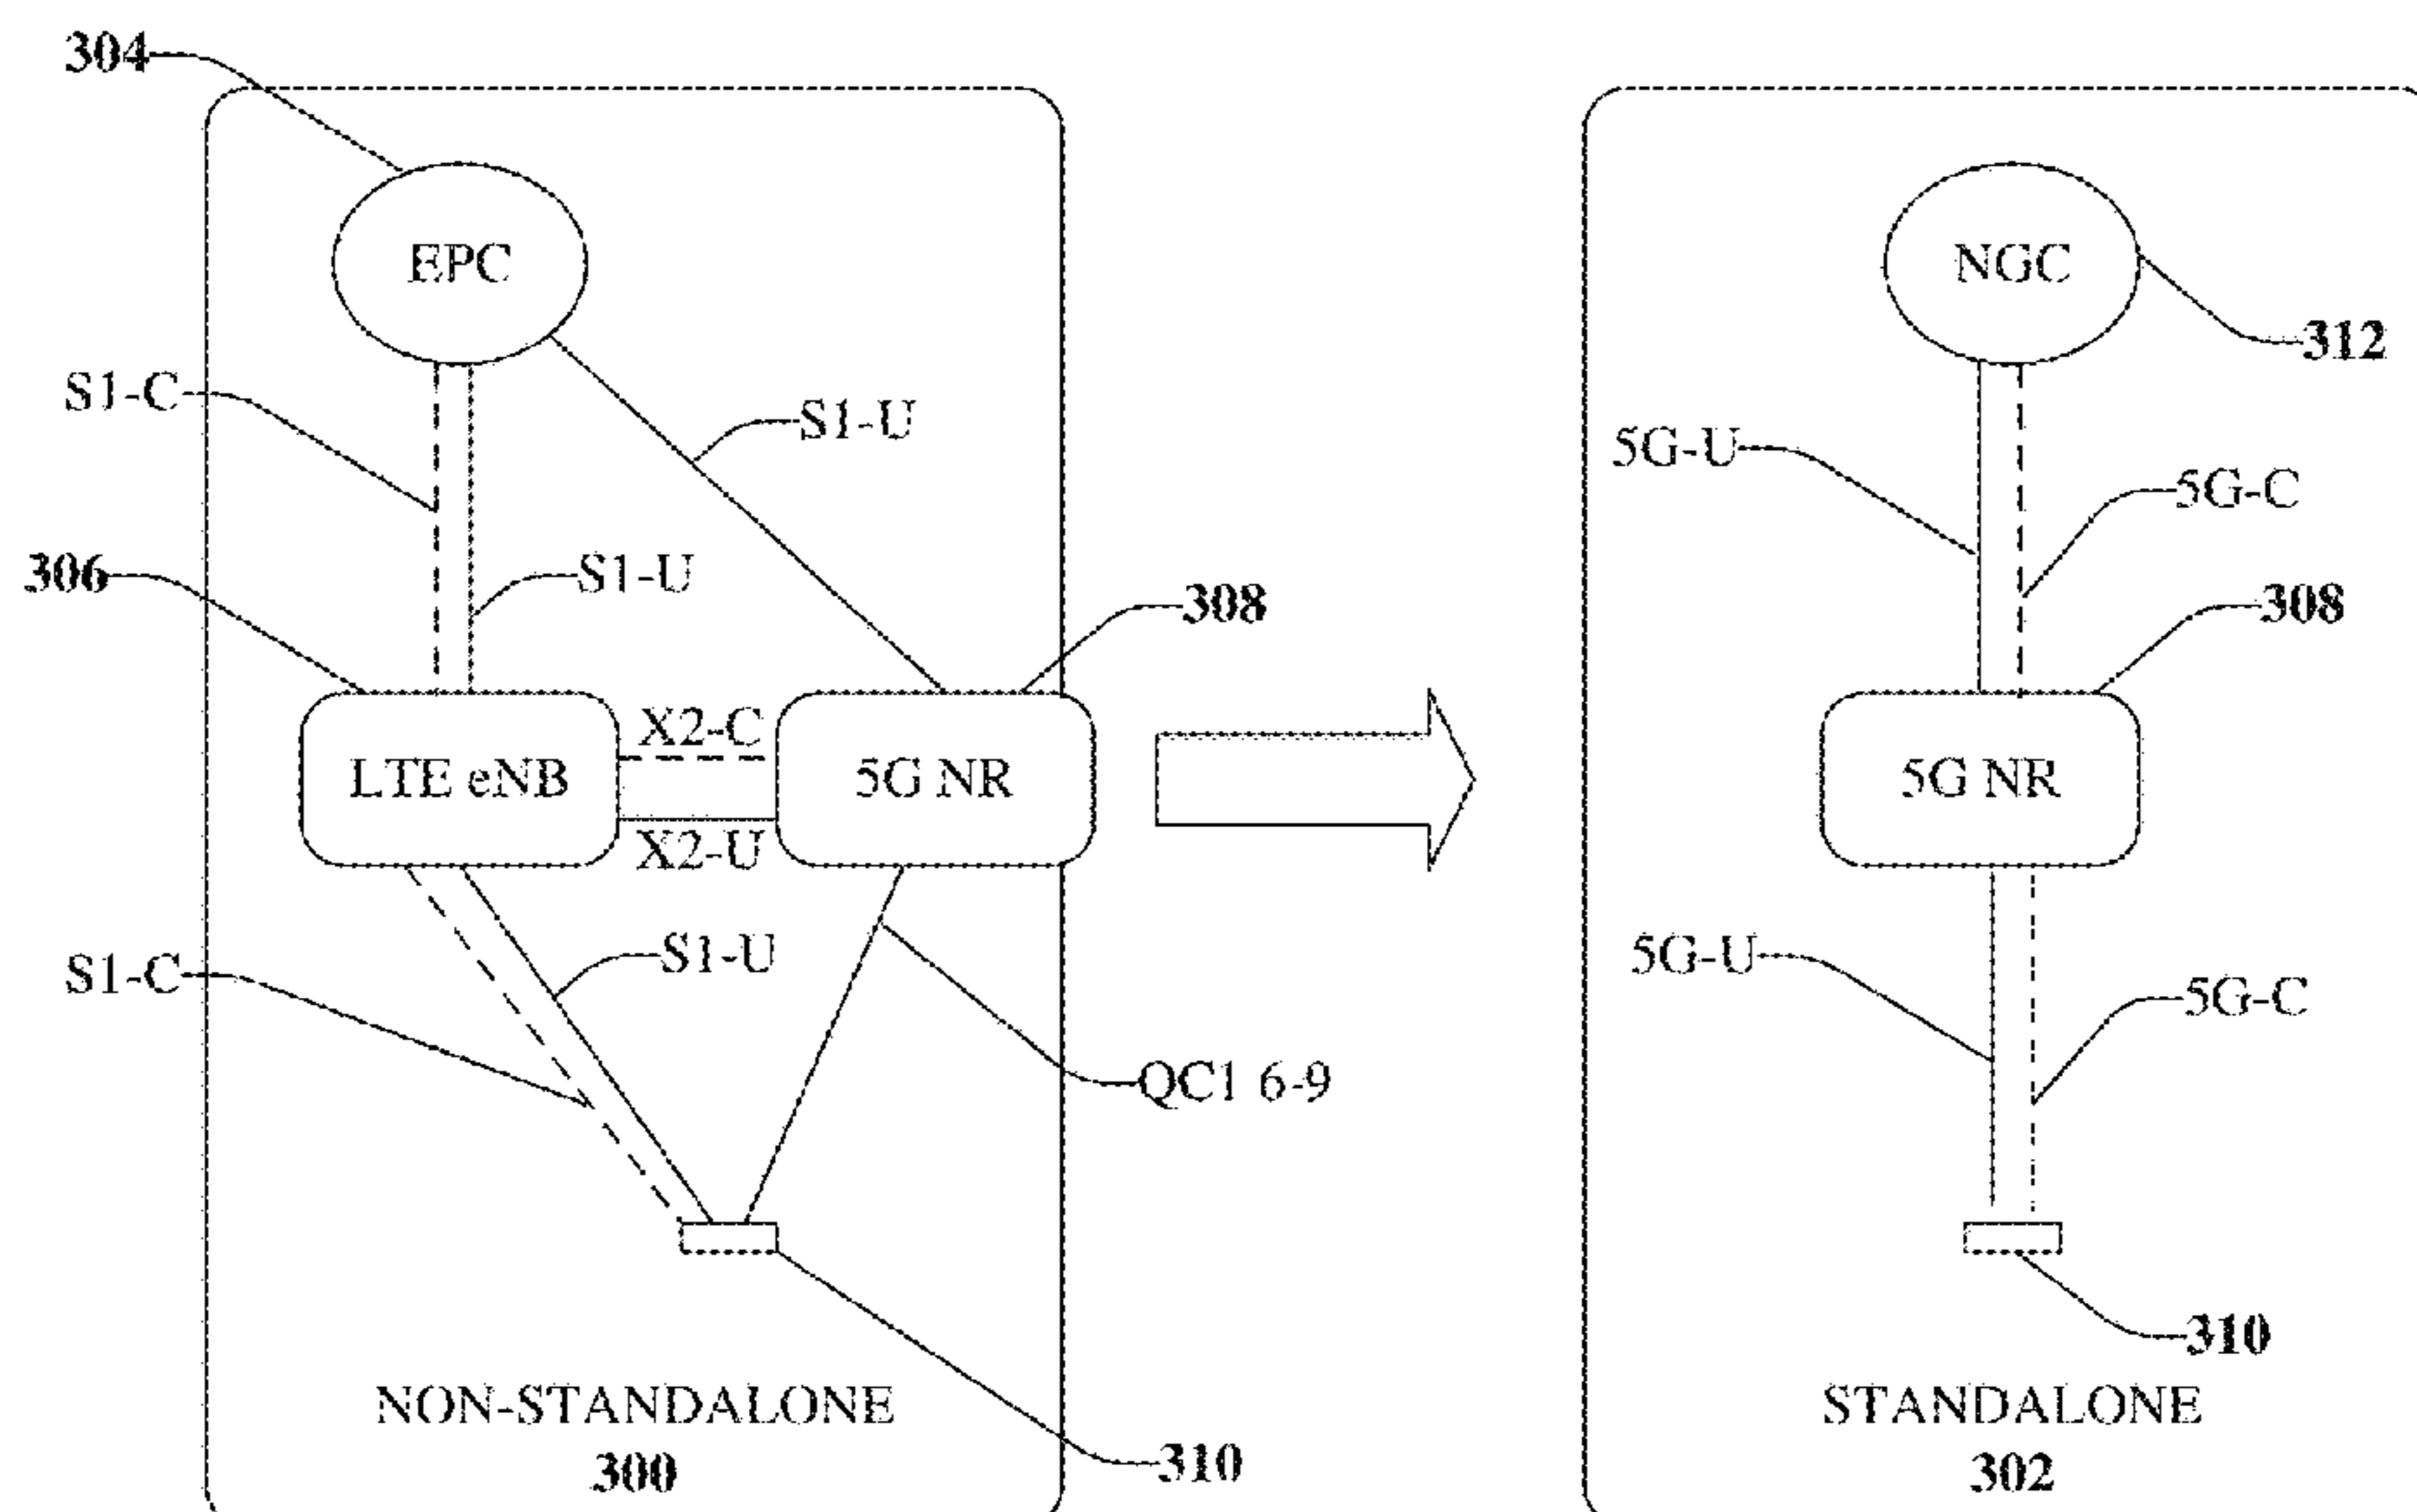 304
EPC
NGC
312
S1-C
S1-U
5G-U
5G-C
306
S1-U
308
308
X2-C
LTE eNB
5G NR
5G NR
X2-U
S1-C
S1-U
5G-U
5G-C
QC1 6-9
310
NON-STANDALONE
300
310
STANDALONE
302